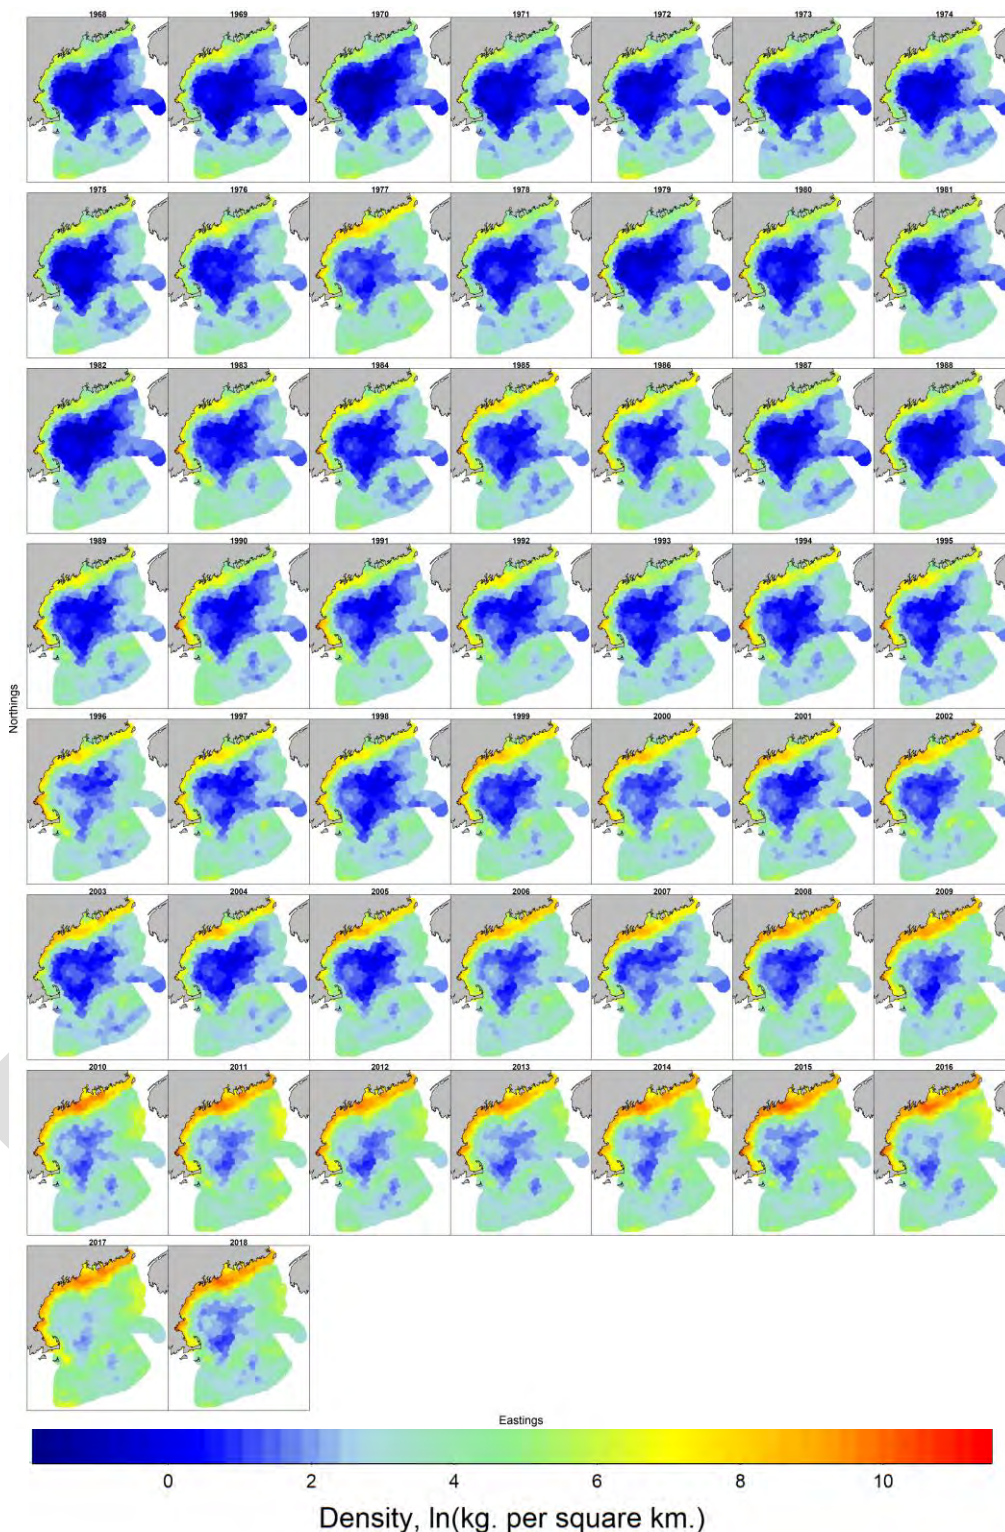 1968 1969 1970 1971 1972 1973 1974
1975 1976 1977 1978 1979 1980 1981
1982 1983 1984 1985 1986 1987 1988
1989 1990 1991 1992 1993 1994 1995
Northings
1996 1997 1998 1999 2000 2001 2002
2003 2004 2005 2006 2007 2008 2009
2010 2011 2012 2013 2014 2015 2016
2017 2018
Eastings
0 2 4 6 8 10
Density, ln(kg. per square km.)